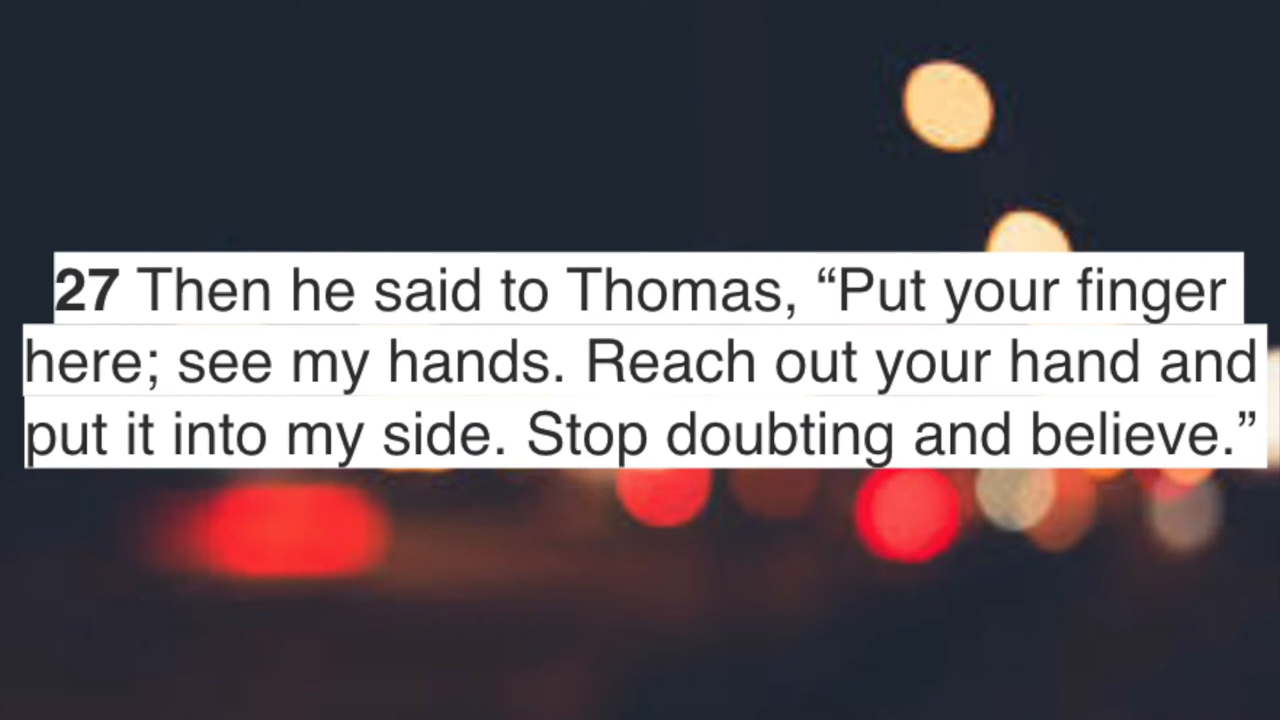 27 Then he said to Thomas, “Put your finger
here; see my hands. Reach out your hand and
put it into my side. Stop doubting and believe.”